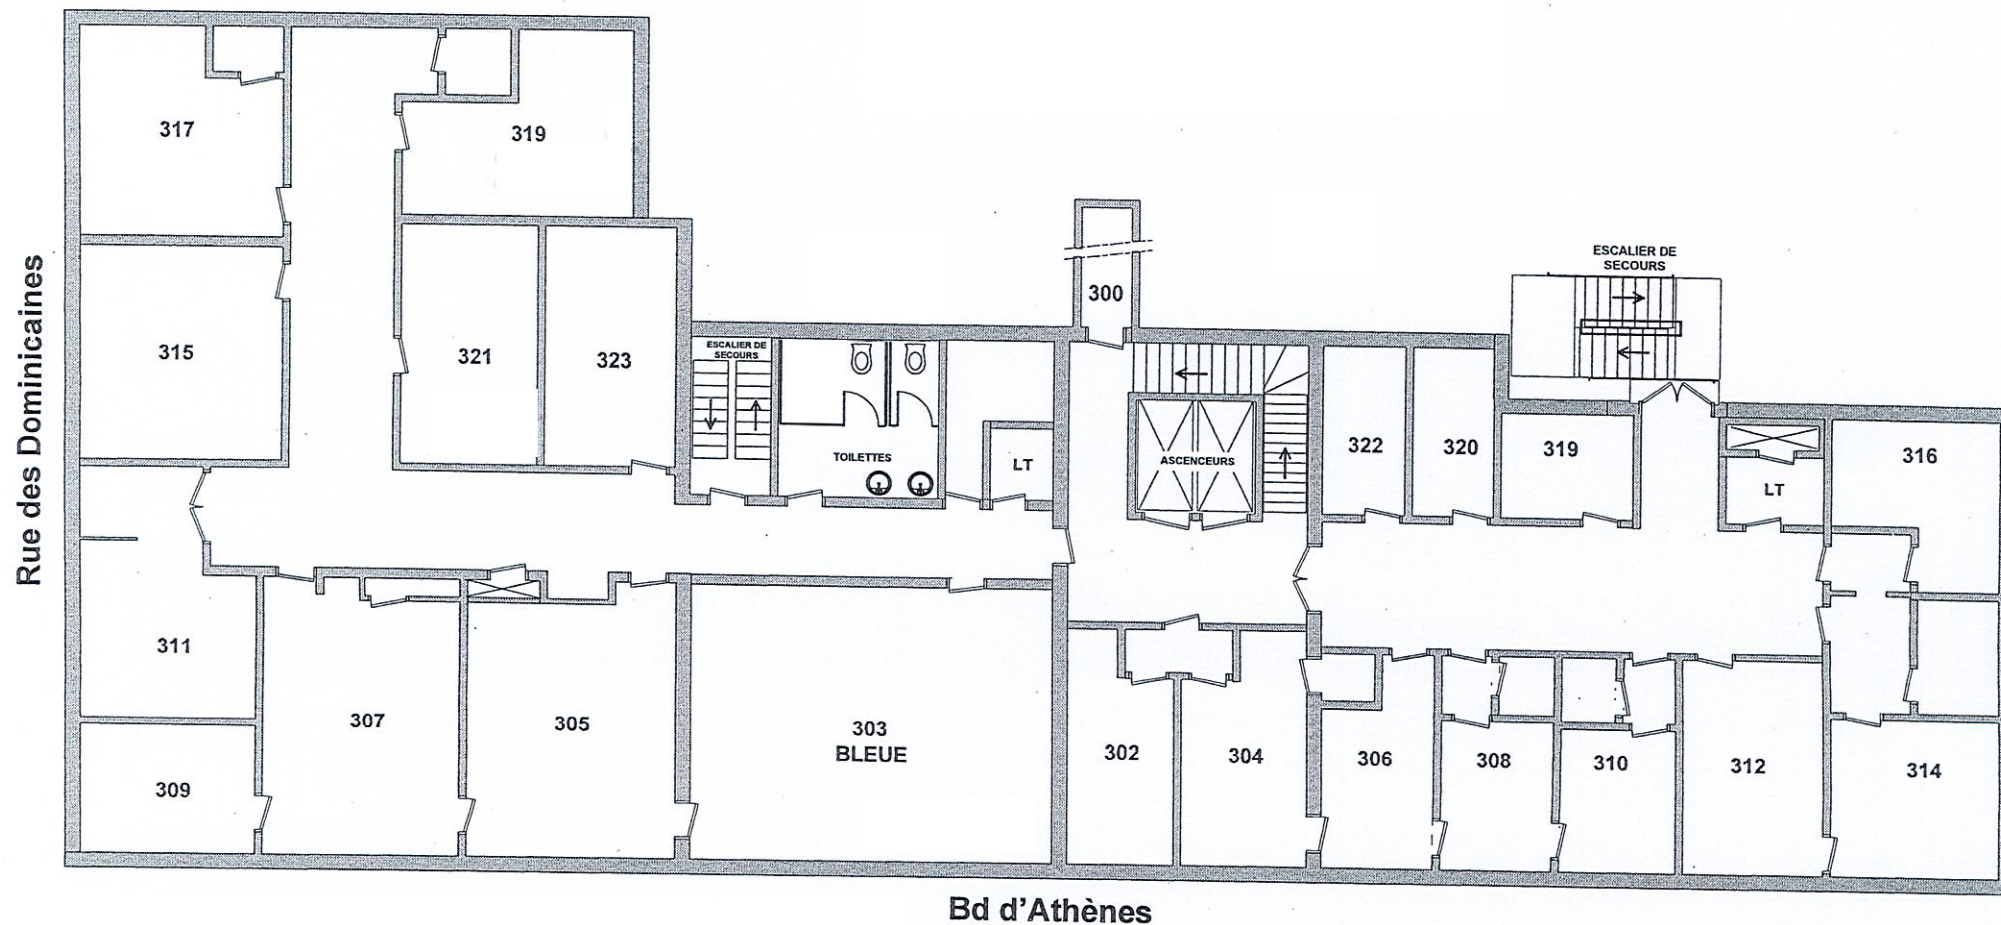 317
319
Rue des Dominicaines
315
321
323
300
ESCALIER DE
SECOURS
ESCALIER DE
SECOURS
TOILETTES
LT
ASCENCEURS
322
320
319
316
LT
311
307
305
303
BLEUE
302
304
306
308
310
312
314
309
Bd d'Athènes